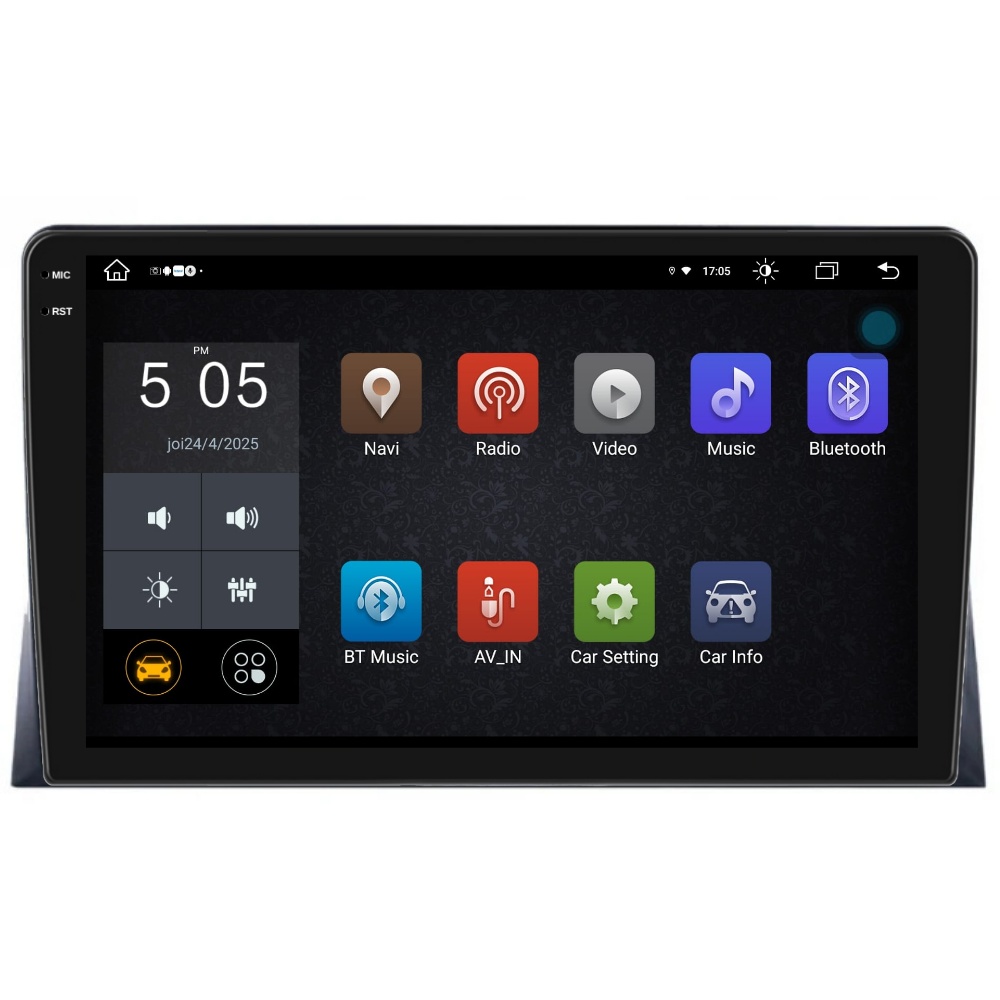 MIC
17:05
RST
PM
5 05
joi24/4/2025
Navi
Radio
Video
Music
Bluetooth
BT Music
AV_IN
Car Setting
Car Info